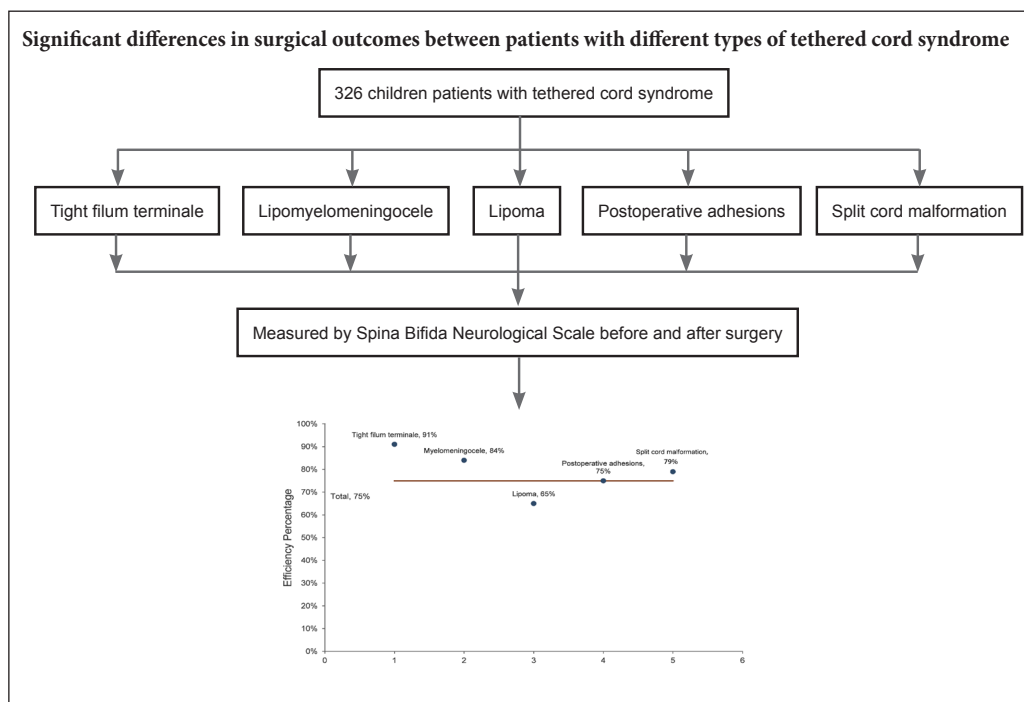 Significant differences in surgical outcomes between patients with different types of tethered cord syndrome
326 children patients with tethered cord syndrome
Tight filum terminale
Lipomyelomeningocele
Lipoma
Postoperative adhesions
Split cord malformation
Measured by Spina Bifida Neurological Scale before and after surgery
Efficiency Percentage
100%
90%
80%
70%
60%
50%
40%
30%
20%
10%
0%
Tight filum terminale, 91%
Myelomeningocele, 84%
Total, 75%
Lipoma, 65%
Postoperative adhesions,
75%
Split cord malformation,
79%
0
1
2
3
4
5
6